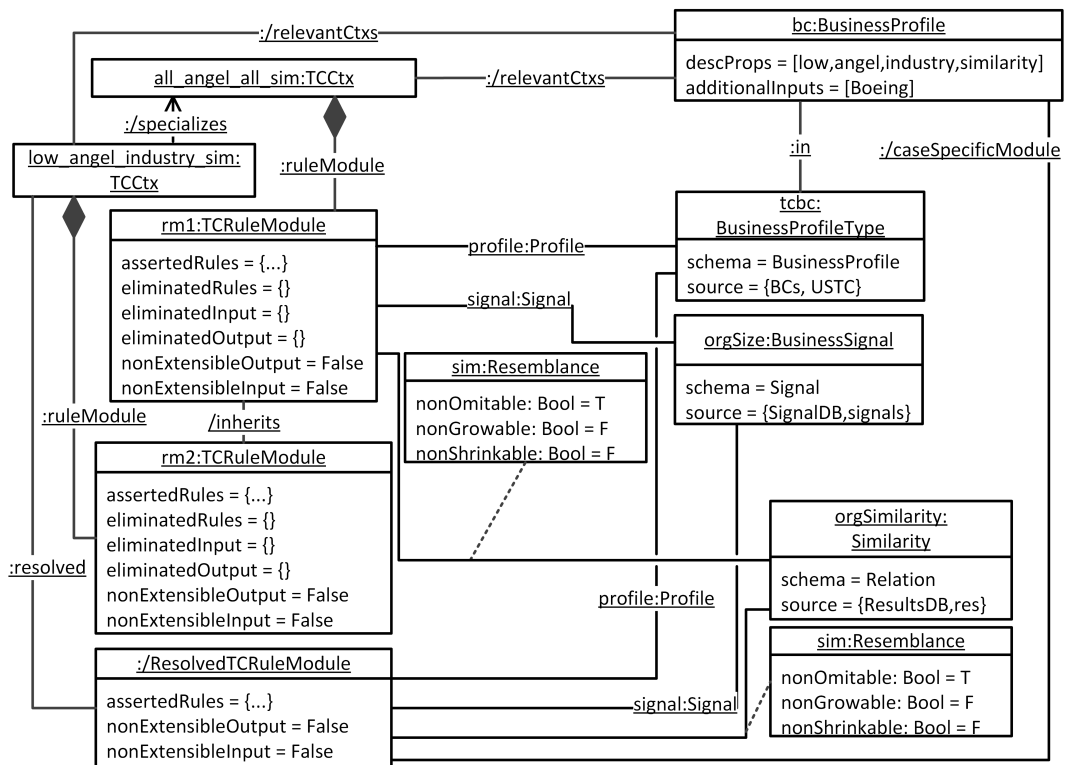 :/relevantCtxs
bc:BusinessProfile
descProps = [low,angel,industry,similarity]
additionalInputs = [Boeing]
all_angel_all_sim:TCCtx
:/relevantCtxs
:/specializes
low_angel_industry_sim:
TCCtx
:ruleModule
:in
:/caseSpecificModule
rm1:TCRuleModule
assertedRules = {...}
eliminatedRules = {}
eliminatedInput = {}
eliminatedOutput = {}
nonExtensibleOutput = False
nonExtensibleInput = False
profile:Profile
tcbc:
BusinessProfileType
schema = BusinessProfile
source = {BCs, USTC}
signal:Signal
orgSize:BusinessSignal
schema = Signal
source = {SignalDB,signals}
sim:Resemblance
nonOmitable: Bool = T
nonGrowable: Bool = F
nonShrinkable: Bool = F
:ruleModule
/inherits
rm2:TCRuleModule
assertedRules = {...}
eliminatedRules = {}
eliminatedInput = {}
eliminatedOutput = {}
nonExtensibleOutput = False
nonExtensibleInput = False
orgSimilarity:
Similarity
schema = Relation
source = {ResultsDB,res}
:resolved
profile:Profile
sim:Resemblance
nonOmitable: Bool = T
nonGrowable: Bool = F
nonShrinkable: Bool = F
:/ResolvedTCRuleModule
assertedRules = {...}
nonExtensibleOutput = False
nonExtensibleInput = False
signal:Signal